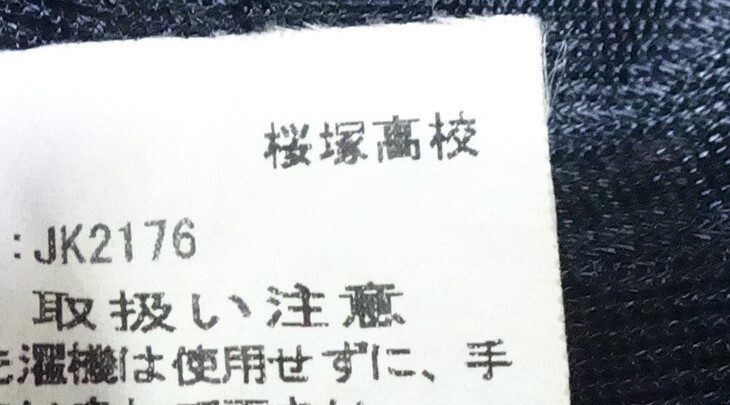 桜塚高校
:JK2176
取扱い注意
洗濯機は使用せずに、手